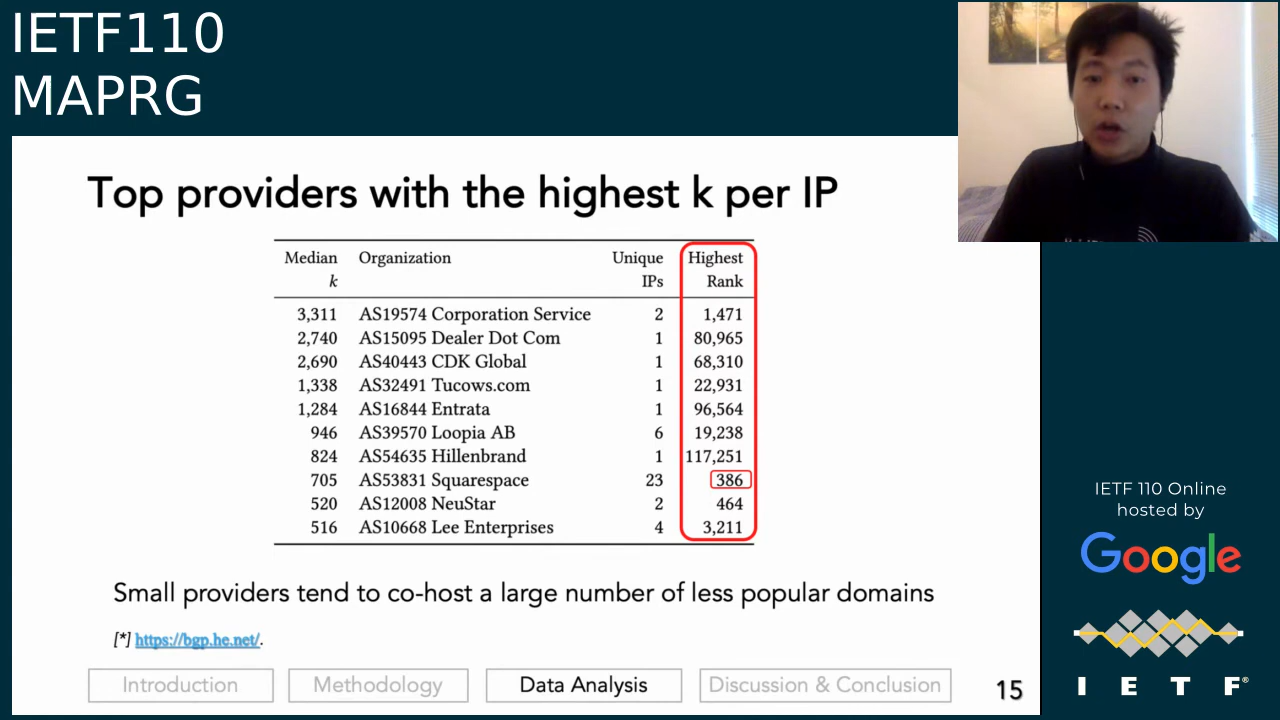 IETF110
MAPRG
Top providers with the highest k per IP
Median Organization Unique Highest
k IPs Rank
3,311 AS19574 Corporation Service 2 1,471
2,740 AS15095 Dealer Dot Com 1 80,965
2,690 AS40443 CDK Global 1 68,310
1,338 AS32491 Tucows.com 1 22,931
1,284 AS16844 Entrata 1 96,564
946 AS39570 Loopia AB 6 19,238
824 AS54635 Hillenbrand 1 117,251
705 AS53831 Squarespace 23 386
520 AS12008 NeuStar 2 464
516 AS10668 Lee Enterprises 4 3,211
Small providers tend to co-host a large number of less popular domains
[*] https://bgp.he.net/.
Introduction Methodology Data Analysis Discussion & Conclusion 15
IETF 110 Online
hosted by
Google
I E T F®